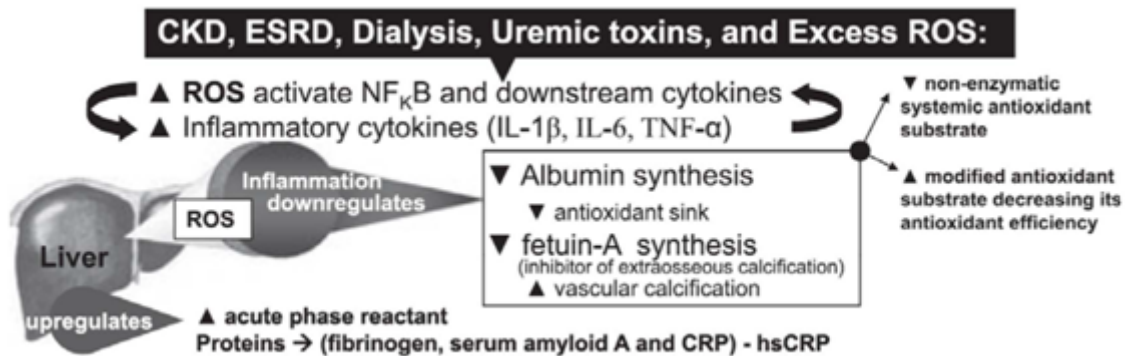 CKD, ESRD, Dialysis, Uremic toxins, and Excess ROS:
▲ ROS activate NFKB and downstream cytokines
▲ Inflammatory cytokines (IL-1β, IL-6, TNF-α)
▼ non-enzymatic
systemic antioxidant
substrate
▲ modified antioxidant
substrate decreasing its
antioxidant efficiency
Inflammation
downregulates
ROS
▼ Albumin synthesis
▼ antioxidant sink
▼ fetuin-A synthesis
(inhibitor of extraosseous calcification)
▲ vascular calcification
Liver
upregulates
▲ acute phase reactant
Proteins → (fibrinogen, serum amyloid A and CRP) - hsCRP